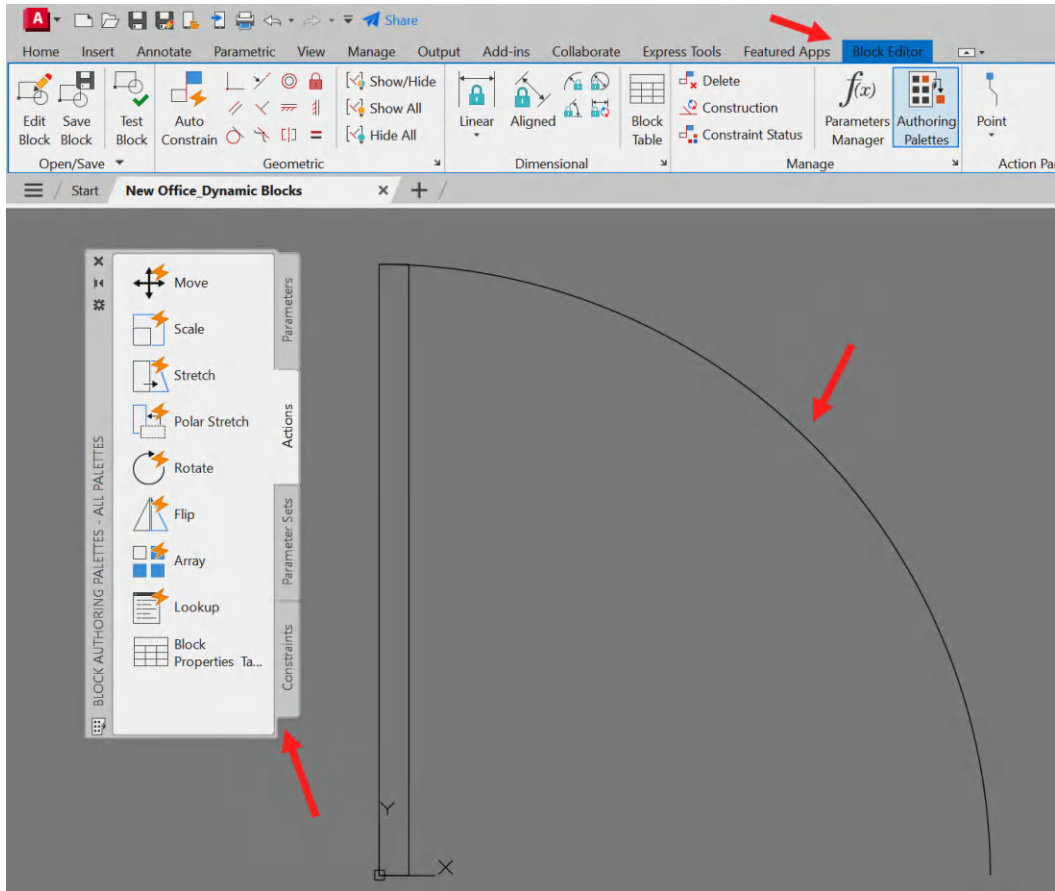 A Share
Home Insert Annotate Parametric View Manage Output Add-ins Collaborate Express Tools Featured Apps Block Editor
Edit Block
Save Block
Test Block
Auto Constrain
Show/Hide
Show All
Hide All
Linear
Aligned
Block Table
Delete
Construction
Constraint Status
f(x)
Parameters Manager
Authoring Palettes
Point
Open/Save Geometric Dimensional Manage Action Pa
Start New Office_Dynamic Blocks
Move
Scale
Stretch
Polar Stretch
Rotate
Flip
Array
Lookup
Block
Properties Ta...
Parameters
Actions
Parameter Sets
Constraints
BLOCK AUTHORING PALETTES - ALL PALETTES
Y
X